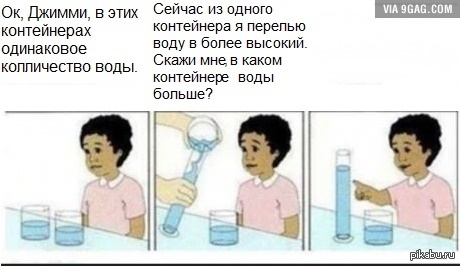 Ок, Джимми, в этих
контейнерах
одинаковое
колличество воды.
Сейчас из одного
контейнера я перелью
воду в более высокий.
Скажи мне, в каком
контейнере воды
больше?
VIA 9GAG.COM
pikabu.ru